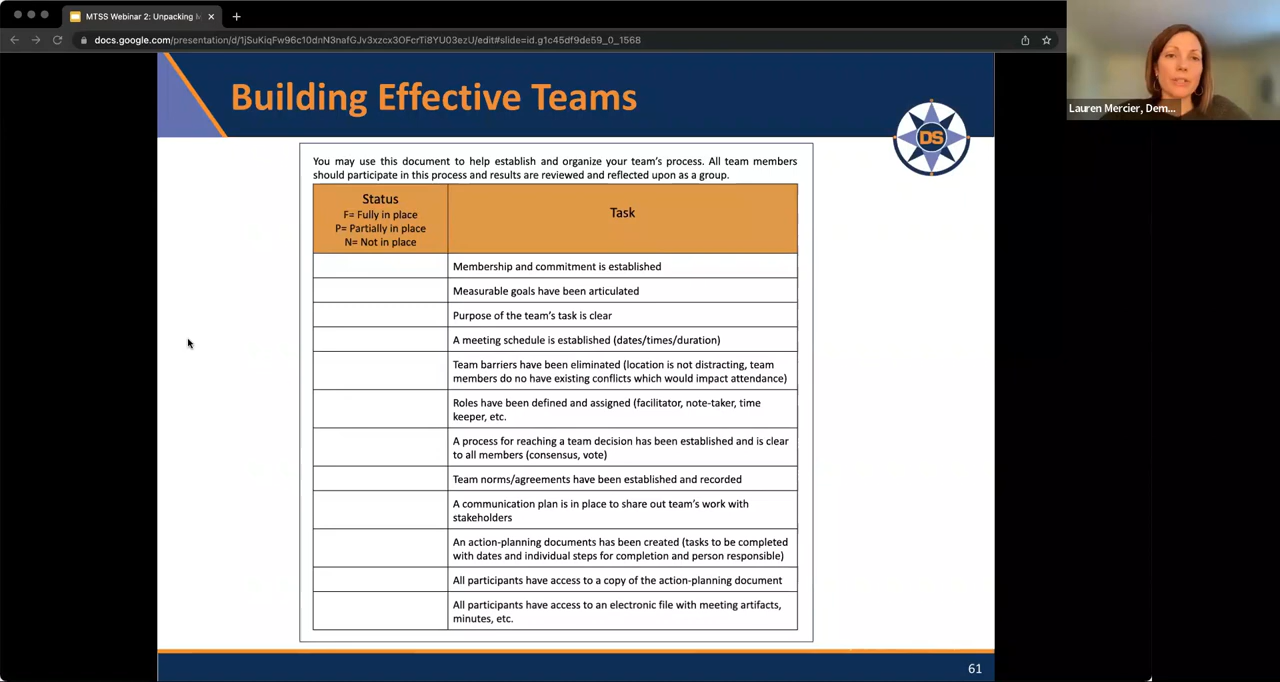 MTSS Webinar 2: Unpacking M
docs.google.com/presentation/d/1jSuKiqFw96c10dnN3nafGJv3xzcx3OFcrTi8YU03ezU/edit#slide=id.g1c45df9de59_0_1568
Lauren Mercier, Dem...
Building Effective Teams
DS
You may use this document to help establish and organize your team's process. All team members
should participate in this process and results are reviewed and reflected upon as a group.
Status
F= Fully in place
P= Partially in place
N= Not in place
Task
Membership and commitment is established
Measurable goals have been articulated
Purpose of the team's task is clear
A meeting schedule is established (dates/times/duration)
Team barriers have been eliminated (location is not distracting, team
members do no have existing conflicts which would impact attendance)
Roles have been defined and assigned (facilitator, note-taker, time
keeper, etc.
A process for reaching a team decision has been established and is clear
to all members (consensus, vote)
Team norms/agreements have been established and recorded
A communication plan is in place to share out team's work with
stakeholders
An action-planning documents has been created (tasks to be completed
with dates and individual steps for completion and person responsible)
All participants have access to a copy of the action-planning document
All participants have access to an electronic file with meeting artifacts,
minutes, etc.
61